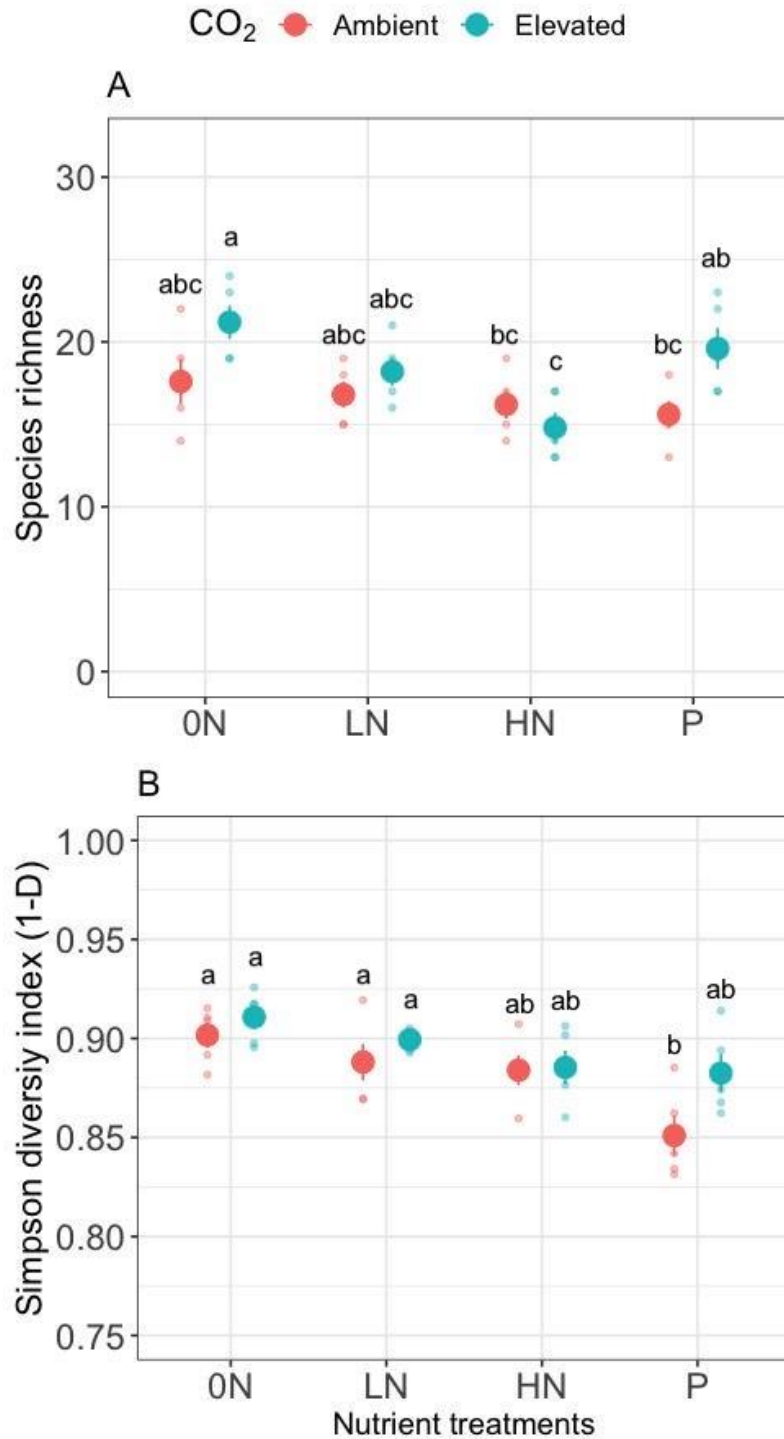 CO₂ Ambient Elevated
A
Species richness
30
20
10
0
abc a abc abc bc c bc ab
0N LN HN P
B
Simpson diversiy index (1-D)
1.00
0.95
0.90
0.85
0.80
0.75
a a a a ab ab b ab
0N LN HN P
Nutrient treatments